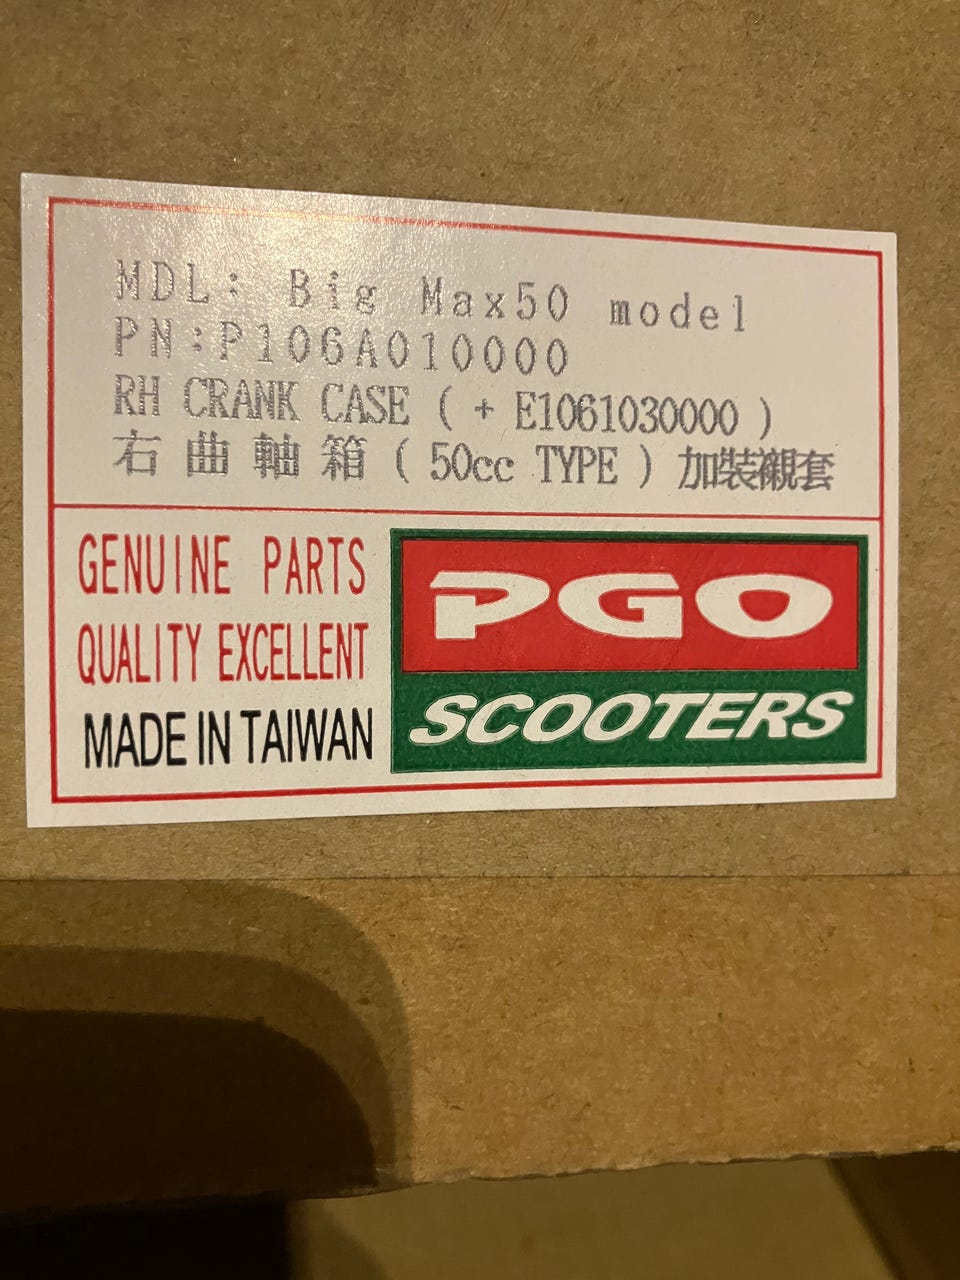 MDL: Big Max50 model
PN:P106A010000
RH CRANK CASE ( + E1061030000 )
右曲軸箱 ( 50cc TYPE ) 加裝襯套
GENUINE PARTS
QUALITY EXCELLENT
MADE IN TAIWAN
PGO
SCOOTERS